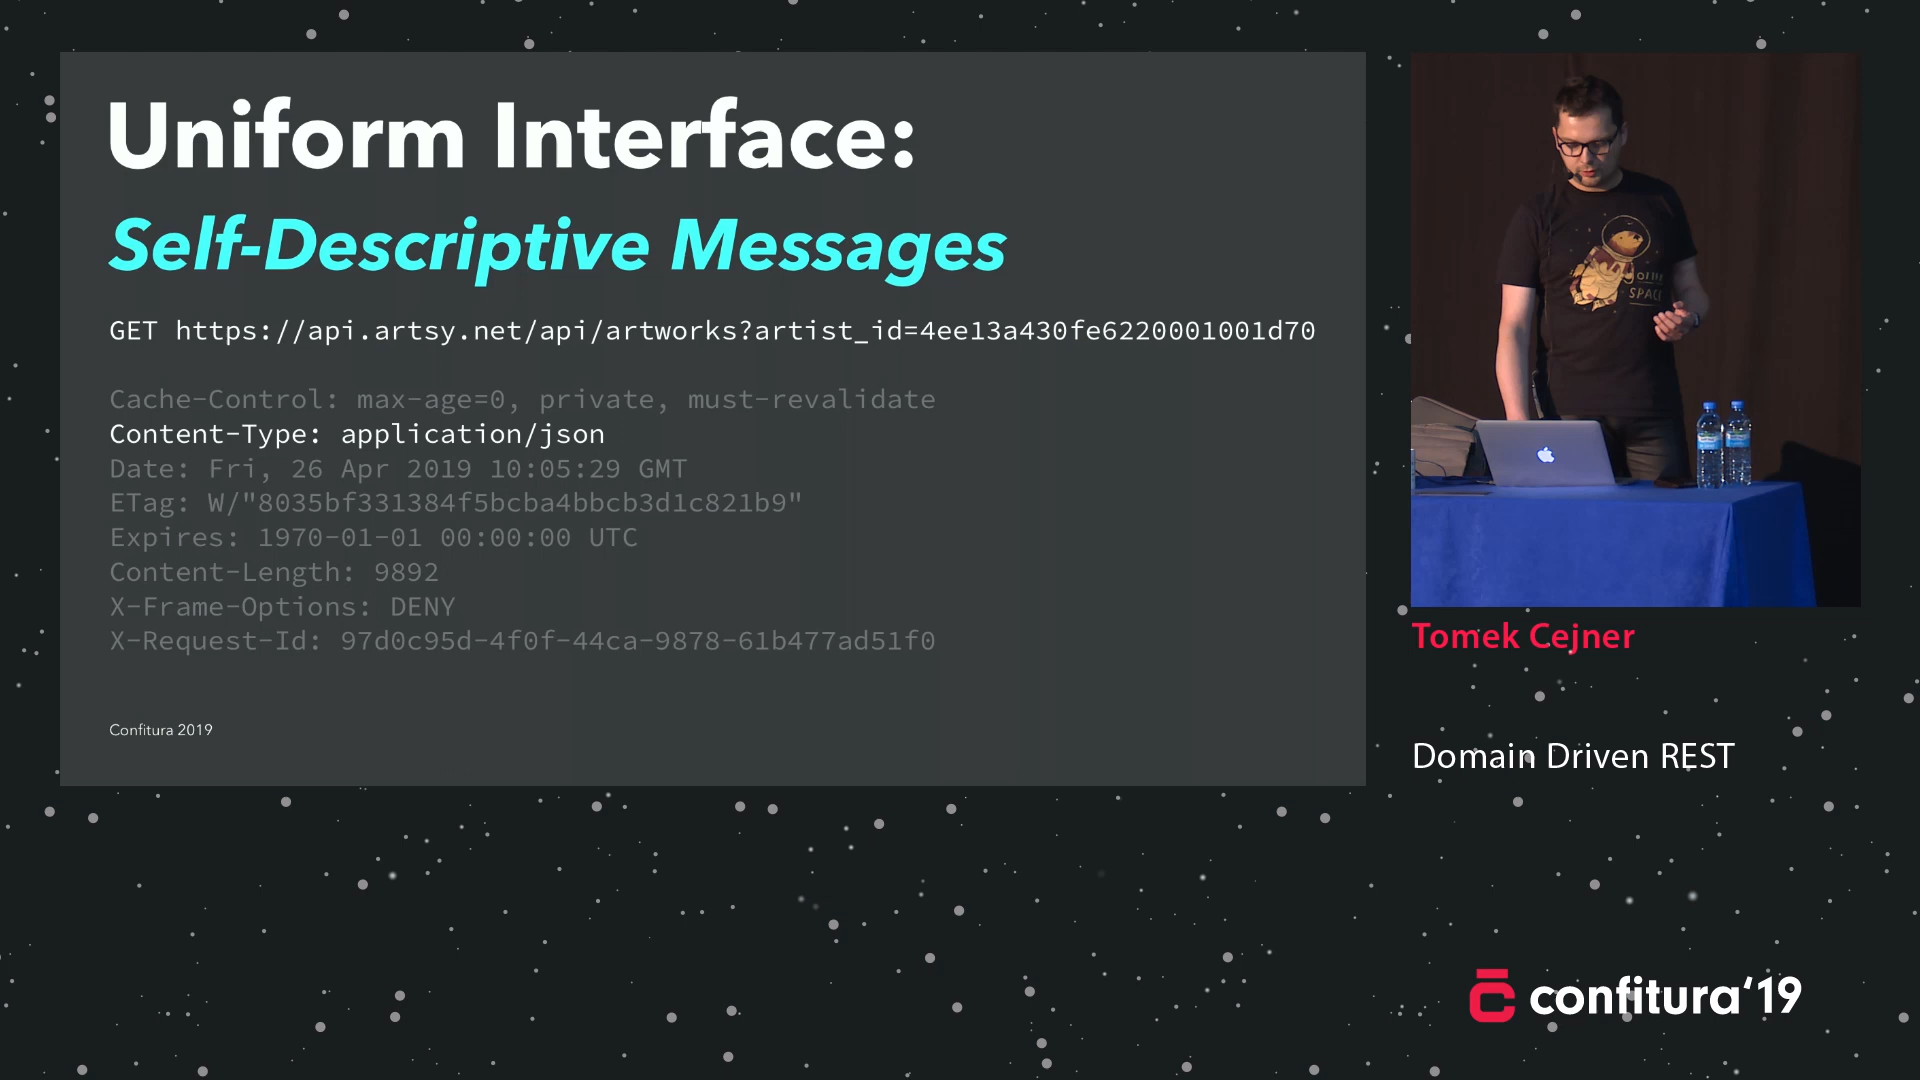 Uniform Interface:
Self-Descriptive Messages
GET https://api.artsy.net/api/artworks?artist_id=4ee13a430fe6220001001d70
Cache-Control: max-age=0, private, must-revalidate
Content-Type: application/json
Date: Fri, 26 Apr 2019 10:05:29 GMT
ETag: W/"8035bf331384f5bcba4bbcb3d1c821b9"
Expires: 1970-01-01 00:00:00 UTC
Content-Length: 9892
X-Frame-Options: DENY
X-Request-Id: 97d0c95d-4f0f-44ca-9878-61b477ad51f0
Confitura 2019
SPACE
Tomek Cejner
Domain Driven REST
confitura‘19